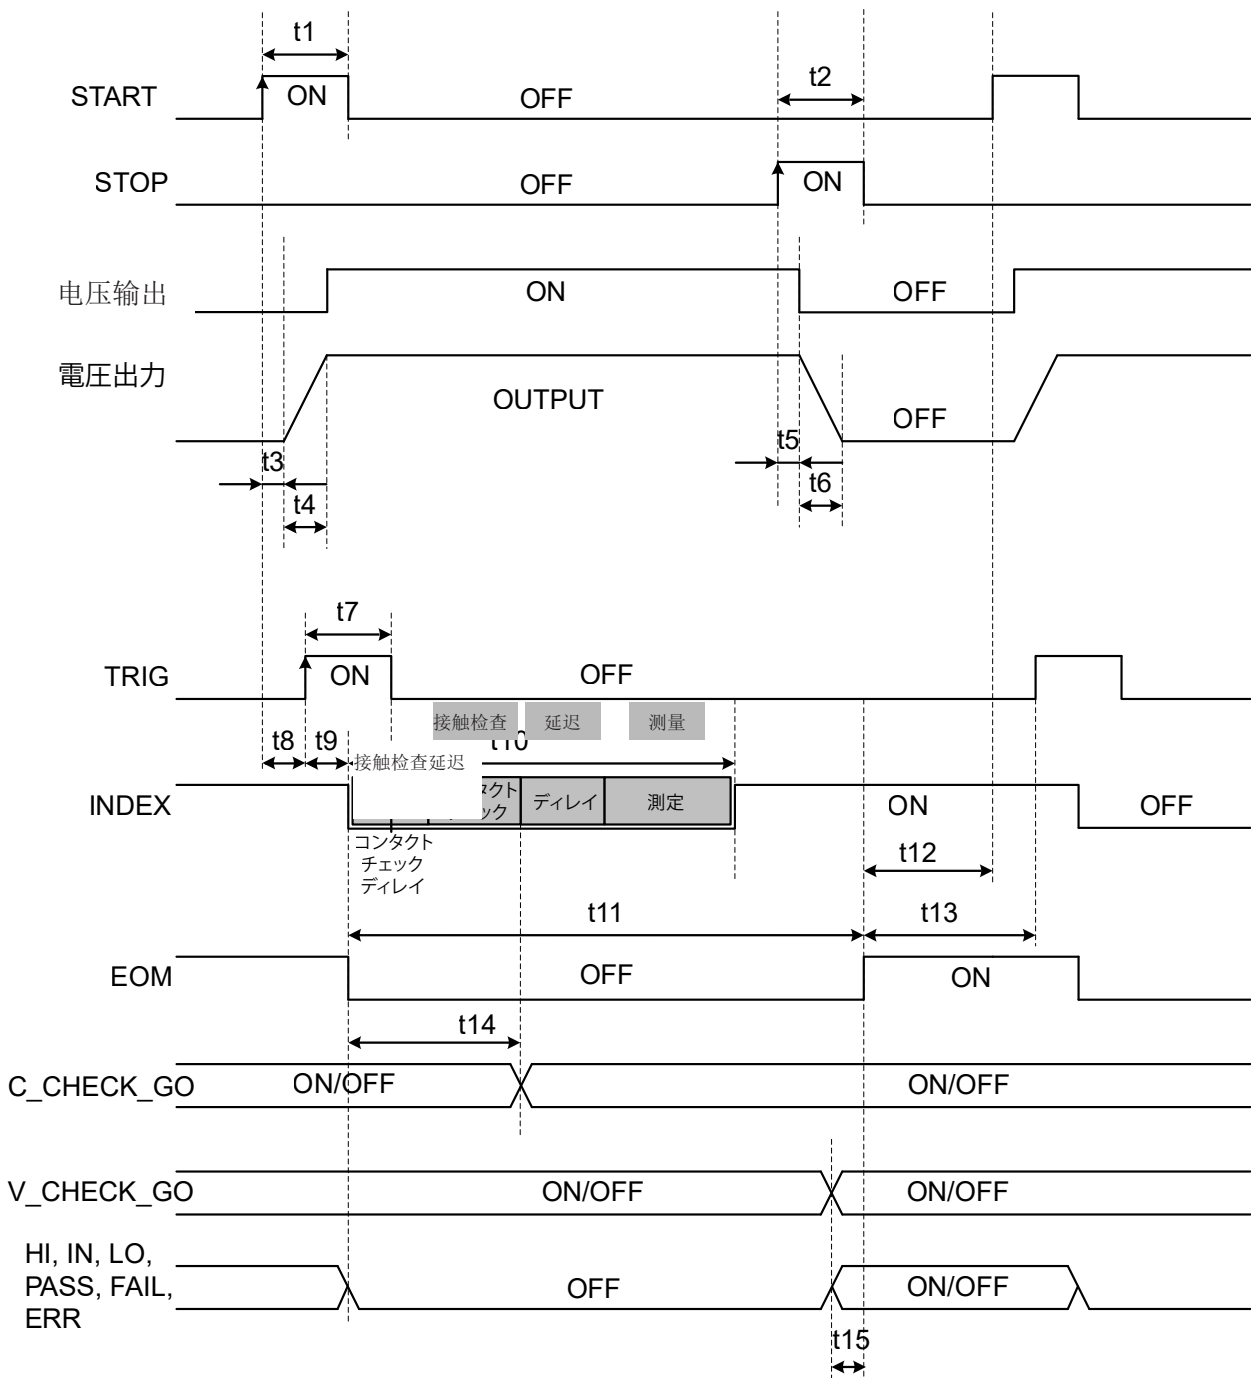 t1
START
ON
OFF
t2
STOP
OFF
ON
电压输出
ON
OFF
電圧出力
OUTPUT
OFF
t3
t4
t5
t6
t7
TRIG
ON
OFF
接触检查
延迟
测量
t8
t9
t10
接触检查延迟
INDEX
クト
ック
ディレイ
測定
ON
OFF
コンタクト
チェック
ディレイ
t12
t11
t13
EOM
OFF
ON
t14
C_CHECK_GO
ON/OFF
ON/OFF
V_CHECK_GO
ON/OFF
ON/OFF
HI, IN, LO,
PASS, FAIL,
ERR
OFF
ON/OFF
t15